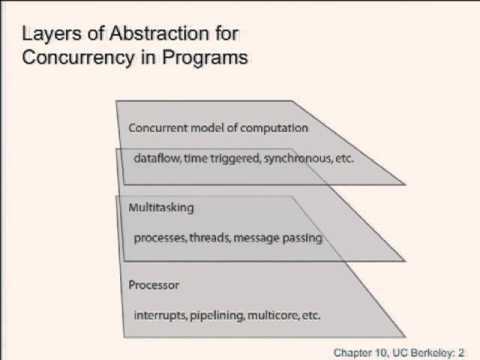 Layers of Abstraction for
Concurrency in Programs
Concurrent model of computation
dataflow, time triggered, synchronous, etc.
Multitasking
processes, threads, message passing
Processor
interrupts, pipelining, multicore, etc.
Chapter 10, UC Berkeley: 2